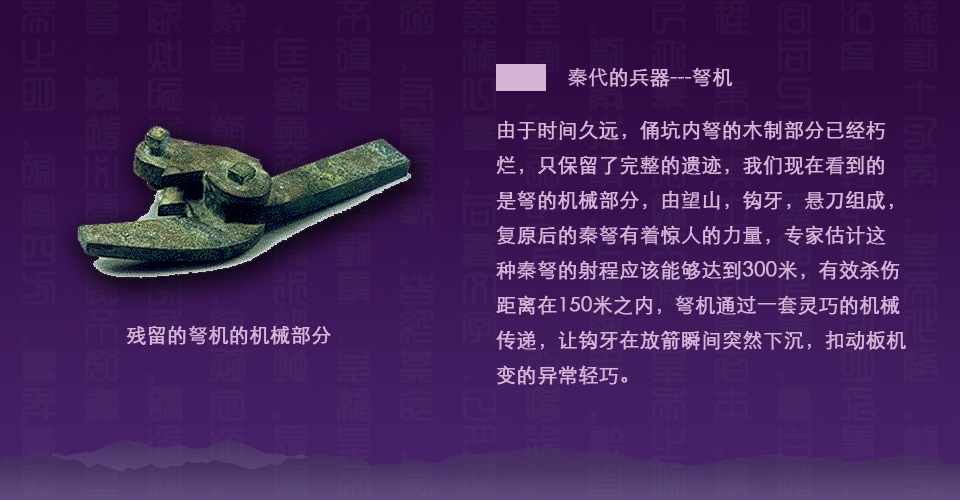 秦代的兵器---弩机
由于时间久远，俑坑内弩的木制部分已经朽
烂，只保留了完整的遗迹，我们现在看到的
是弩的机械部分，由望山，钩牙，悬刀组成，
复原后的秦弩有着惊人的力量，专家估计这
种秦弩的射程应该能够达到300米，有效杀伤
距离在150米之内，弩机通过一套灵巧的机械
传递，让钩牙在放箭瞬间突然下沉，扣动板机
变的异常轻巧。
残留的弩机的机械部分